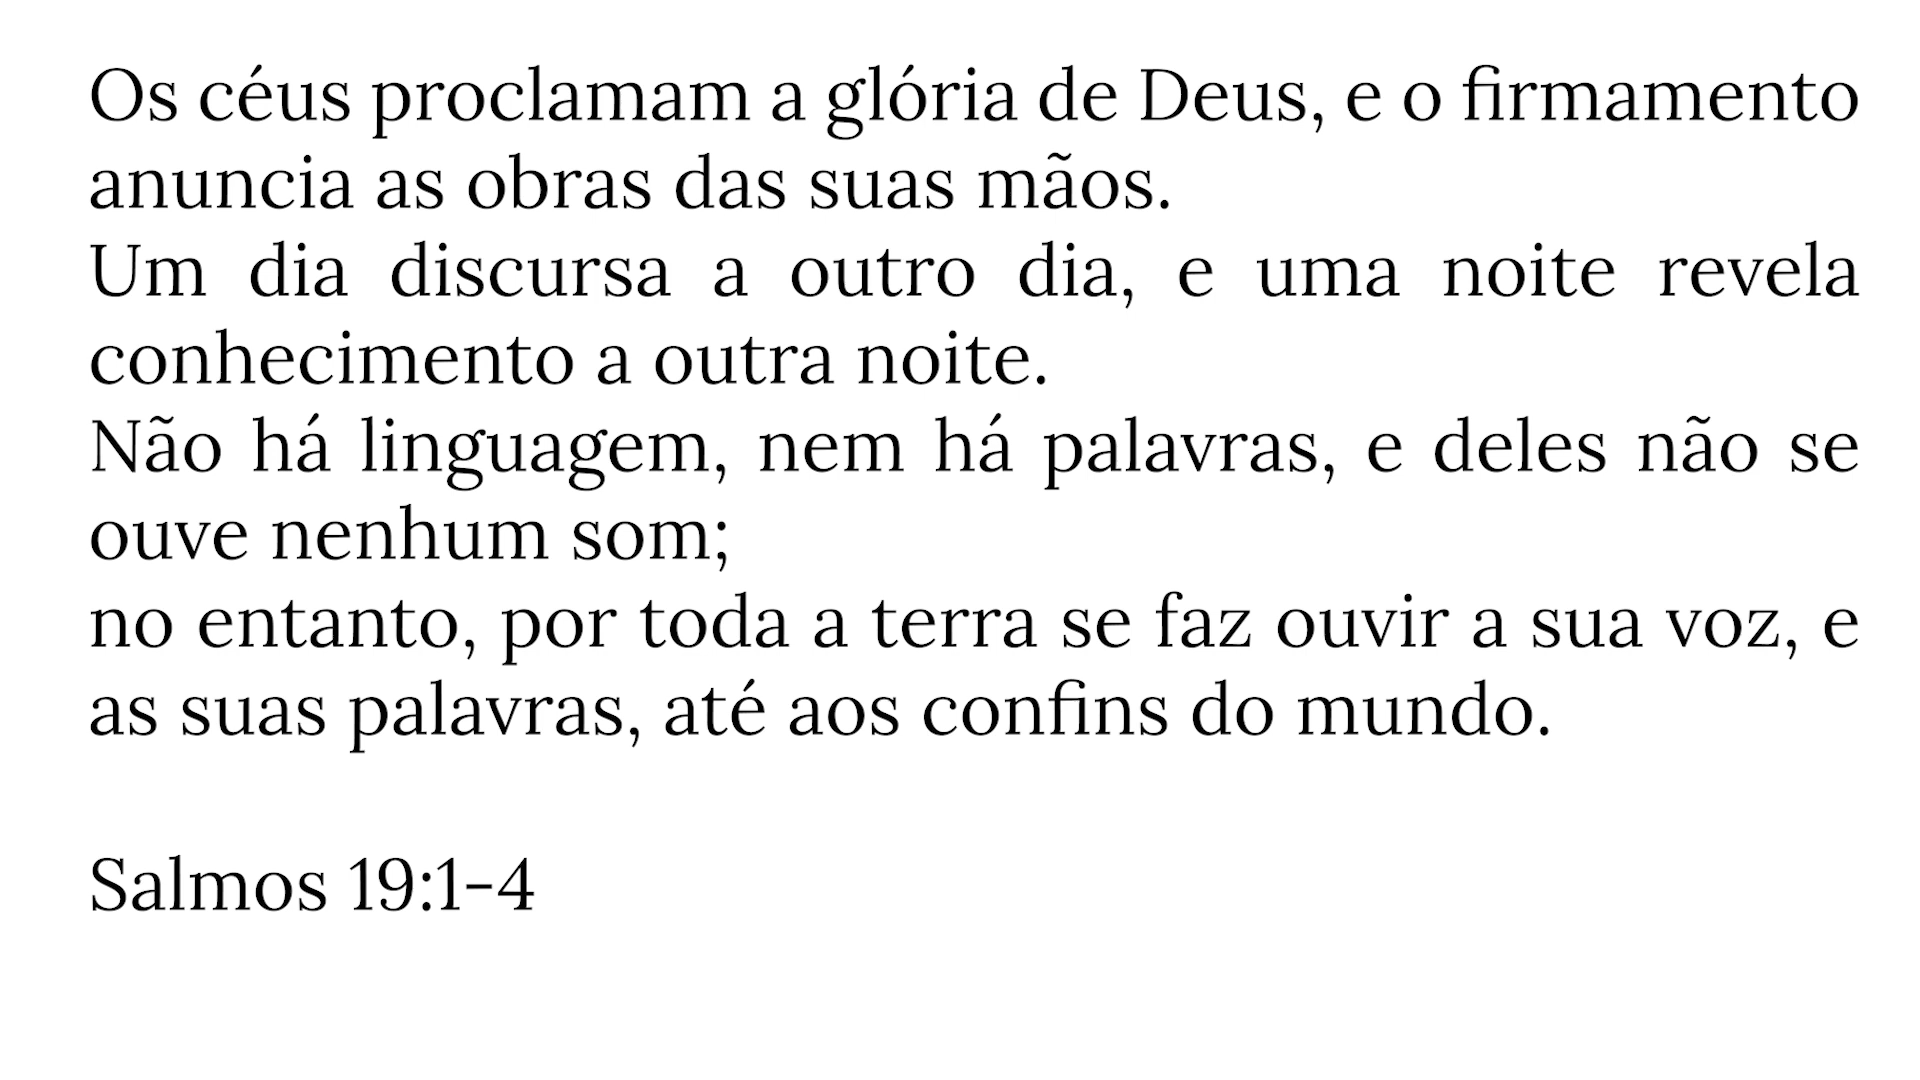 Os céus proclamam a glória de Deus, e o firmamento
anuncia as obras das suas mãos.
Um dia discursa a outro dia, e uma noite revela
conhecimento a outra noite.
Não há linguagem, nem há palavras, e deles não se
ouve nenhum som;
no entanto, por toda a terra se faz ouvir a sua voz, e
as suas palavras, até aos confins do mundo.
Salmos 19:1-4